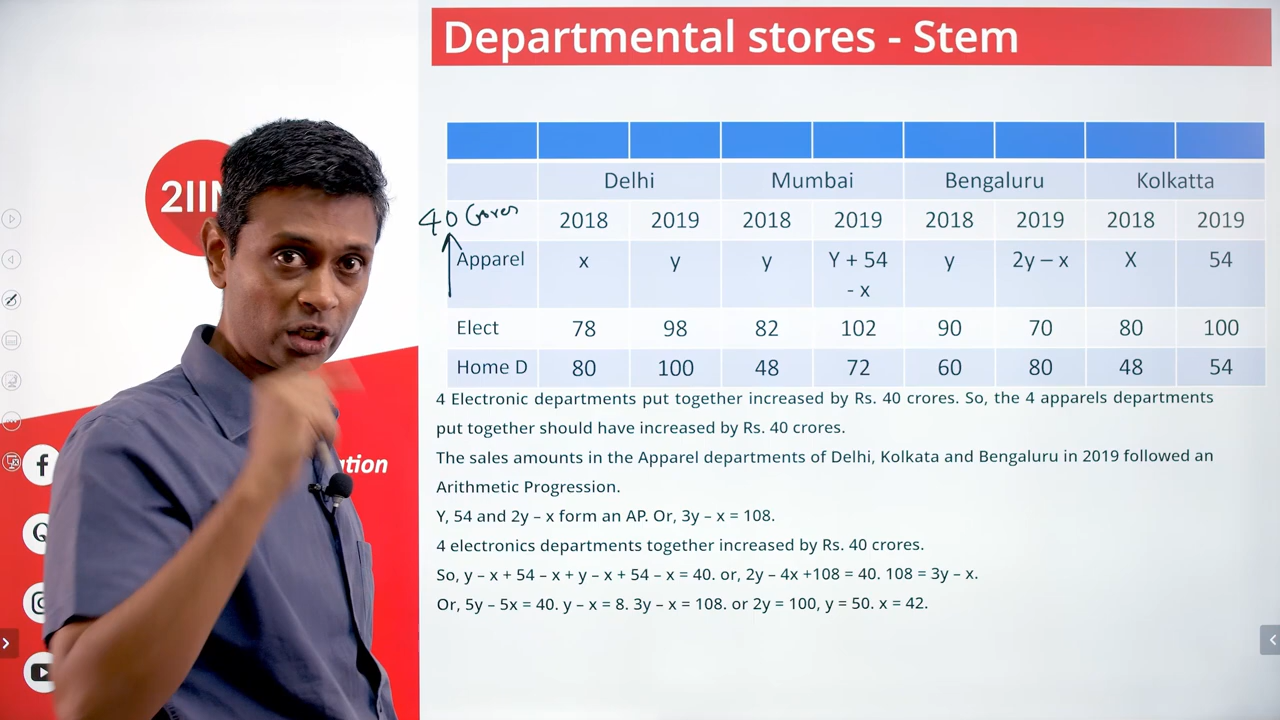 Departmental stores - Stem
2IIN
Delhi Mumbai Bengaluru Kolkatta
40 Crores 2018 2019 2018 2019 2018 2019 2018 2019
Apparel x y y Y + 54 y 2y – x X 54
- x
Elect 78 98 82 102 90 70 80 100
Home D 80 100 48 72 60 80 48 54
4 Electronic departments put together increased by Rs. 40 crores. So, the 4 apparels departments
put together should have increased by Rs. 40 crores.
The sales amounts in the Apparel departments of Delhi, Kolkata and Bengaluru in 2019 followed an
Arithmetic Progression.
Y, 54 and 2y – x form an AP. Or, 3y – x = 108.
4 electronics departments together increased by Rs. 40 crores.
So, y – x + 54 – x + y – x + 54 – x = 40. or, 2y – 4x +108 = 40. 108 = 3y – x.
Or, 5y – 5x = 40. y – x = 8. 3y – x = 108. or 2y = 100, y = 50. x = 42.